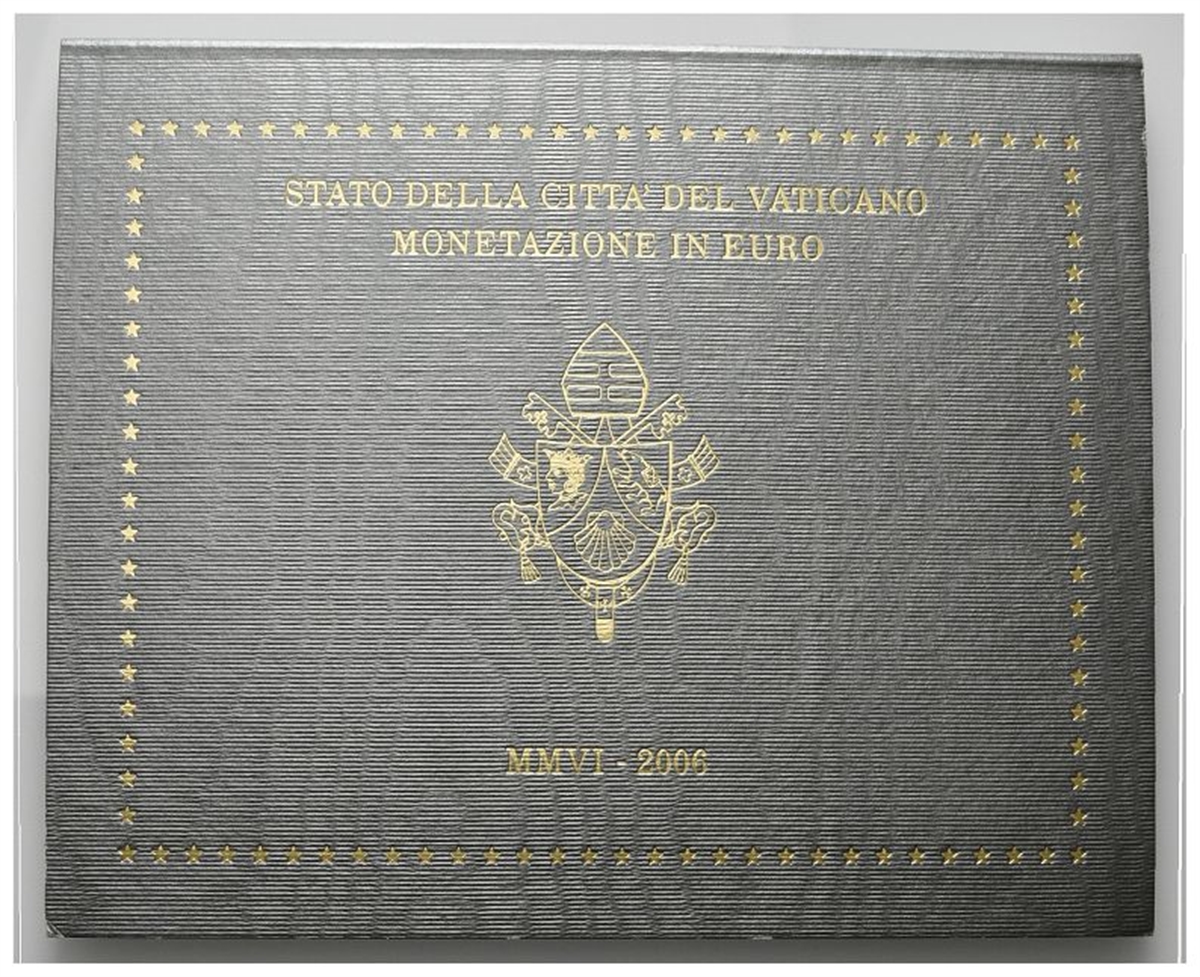 STATO DELLA CITTA' DEL VATICANO
MONETAZIONE IN EURO
MMVI - 2006